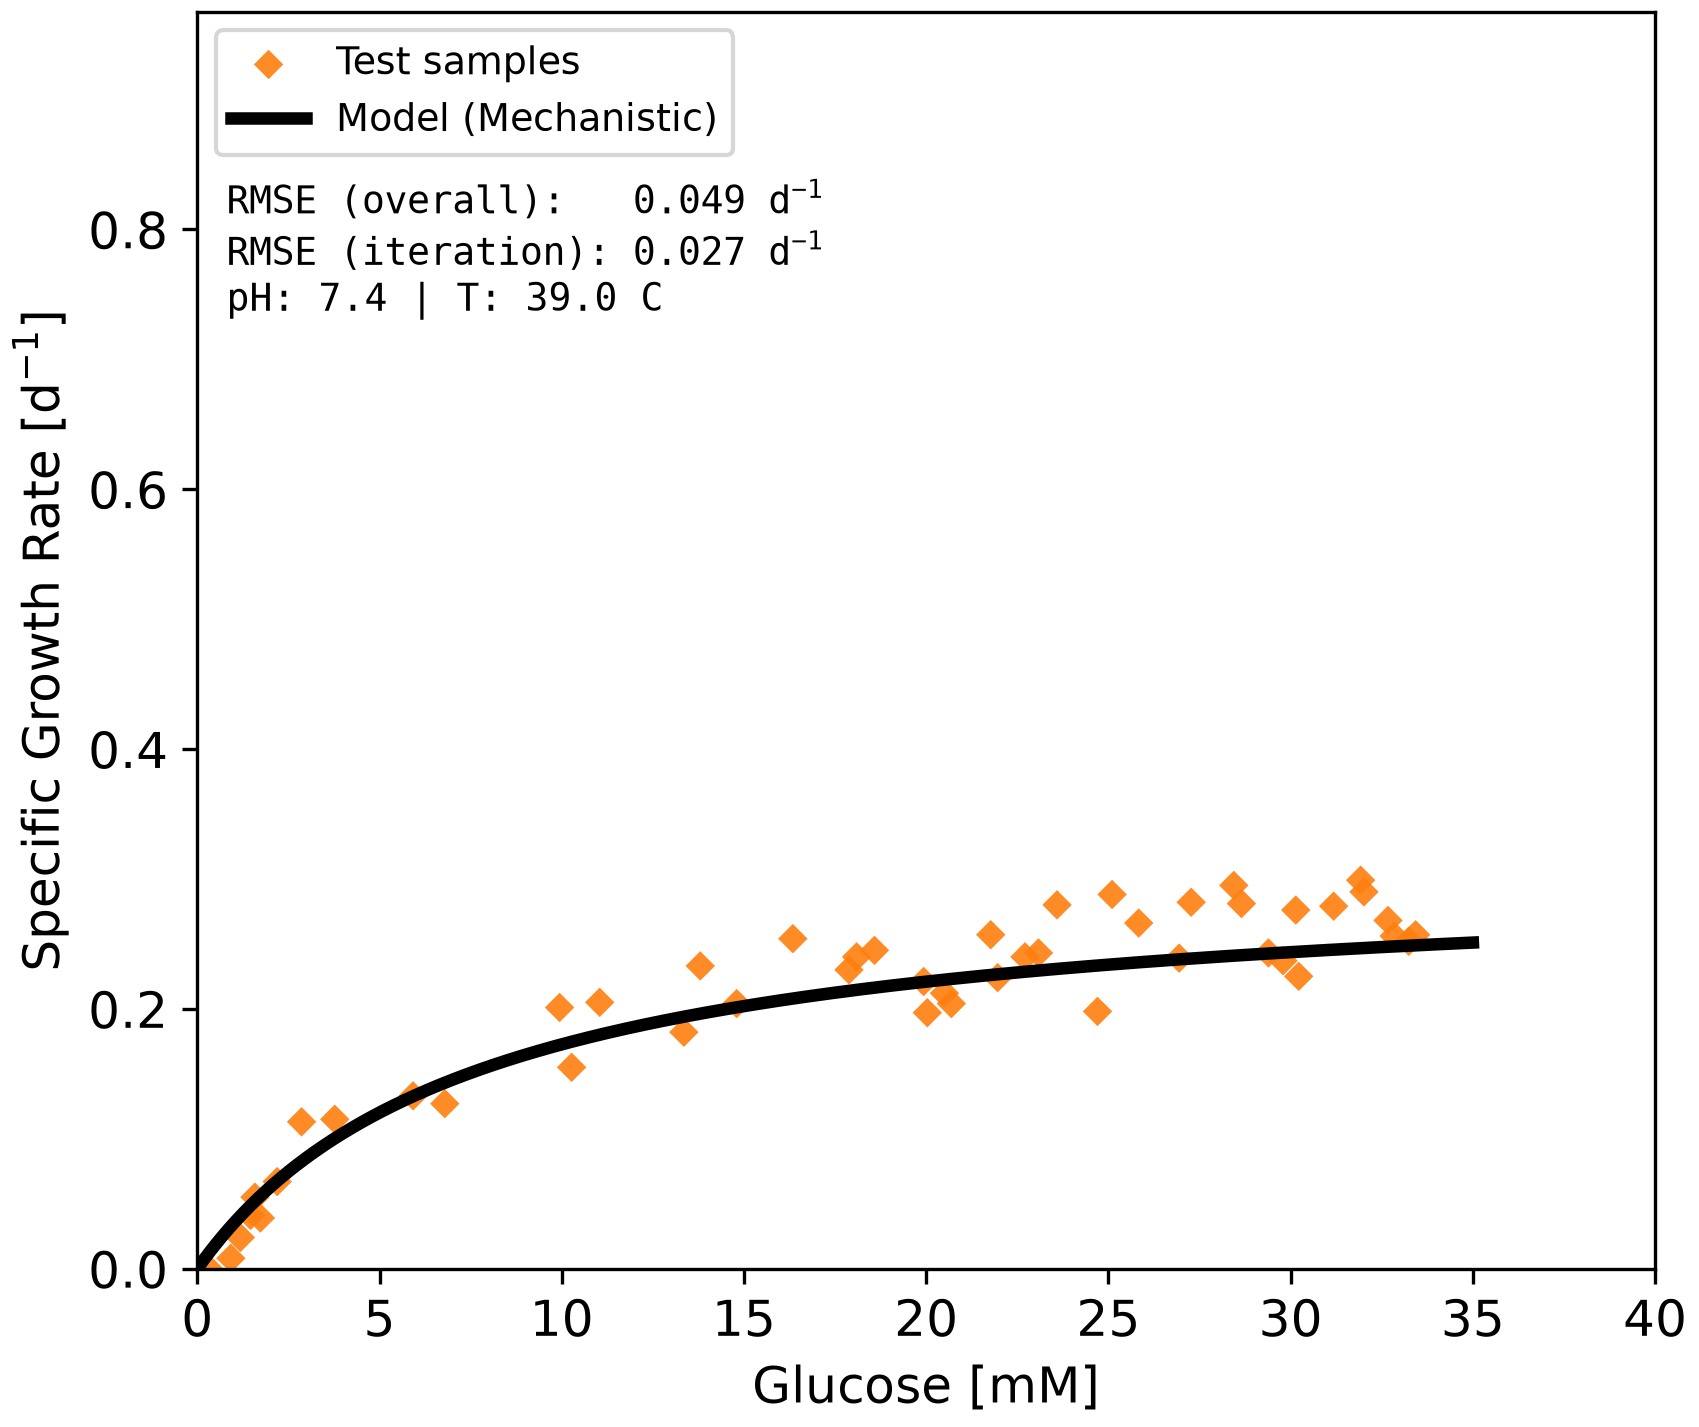 Test samples
Model (Mechanistic)
RMSE (overall): 0.049 d⁻¹
RMSE (iteration): 0.027 d⁻¹
pH: 7.4 | T: 39.0 C
Specific Growth Rate [d⁻¹]
0.8
0.6
0.4
0.2
0.0
0 5 10 15 20 25 30 35 40
Glucose [mM]